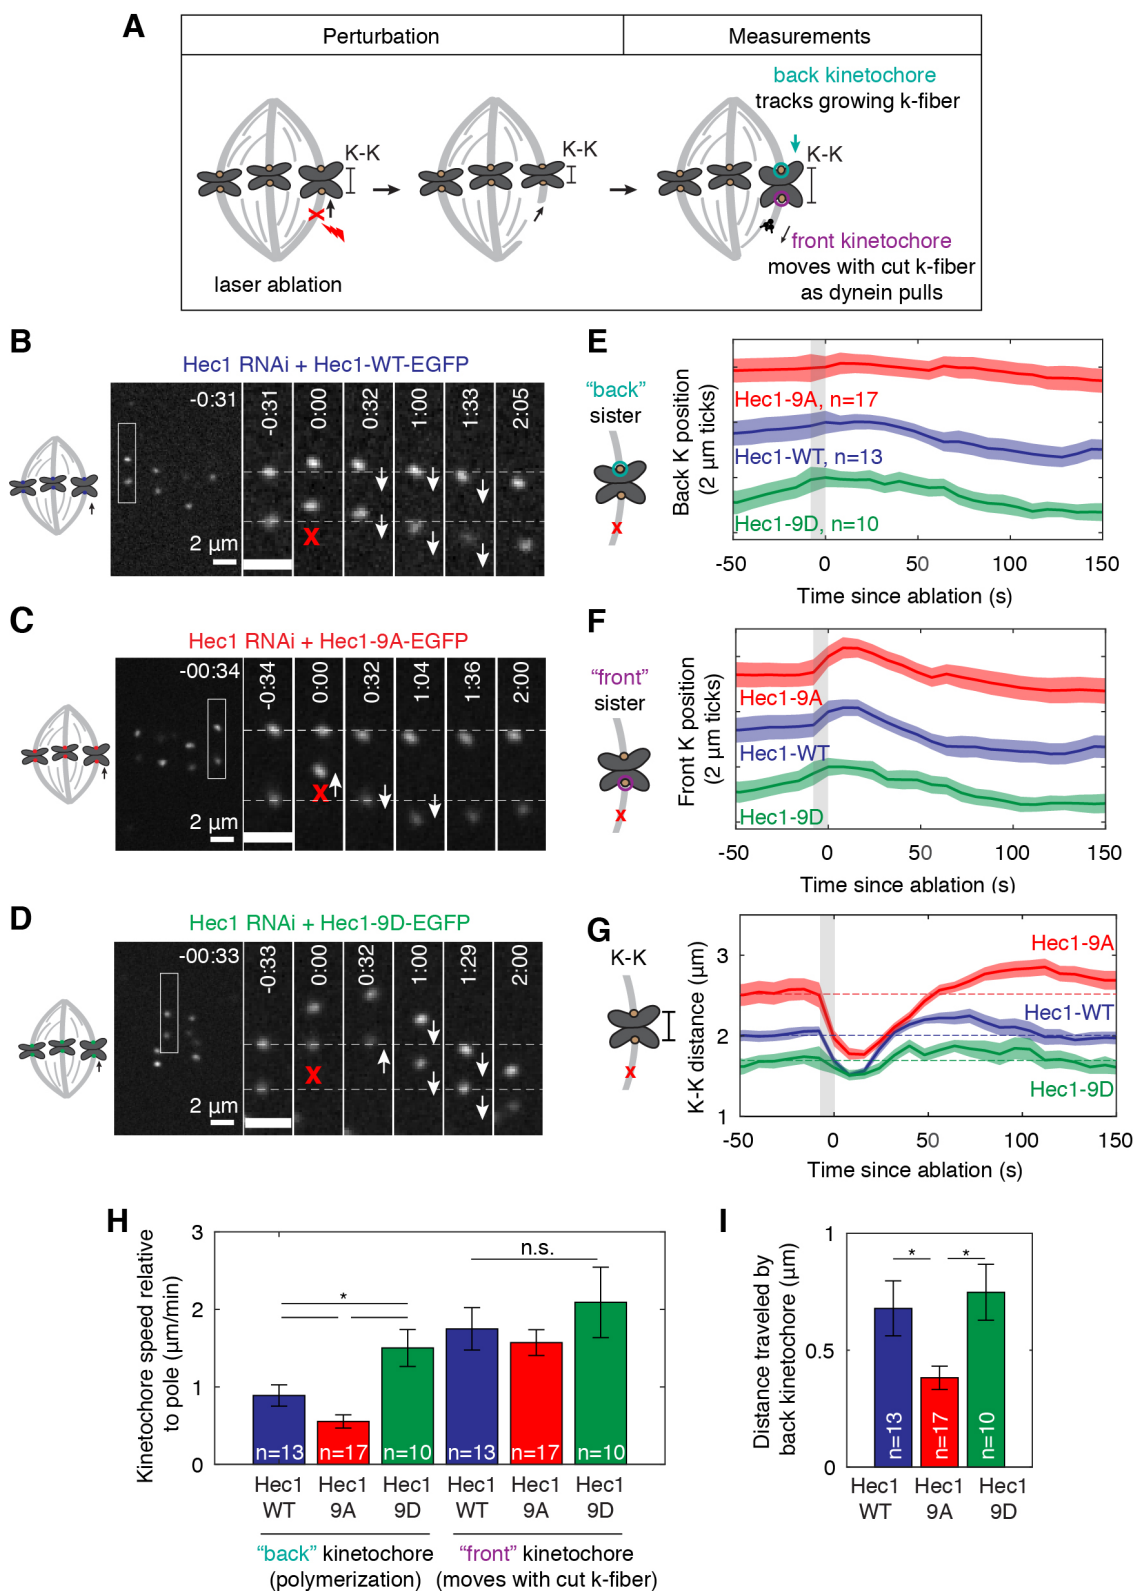 A
Perturbation
Measurements
back kinetochore
tracks growing k-fiber
K-K
K-K
K-K
laser ablation
front kinetochore
moves with cut k-fiber
as dynein pulls
B
Hec1 RNAi + Hec1-WT-EGFP
-0:31
2 µm
-0:31
0:00
0:32
1:00
1:33
2:05
X
C
Hec1 RNAi + Hec1-9A-EGFP
-00:34
2 µm
-0:34
0:00
0:32
1:04
1:36
2:00
X
D
Hec1 RNAi + Hec1-9D-EGFP
-00:33
2 µm
-0:33
0:00
0:32
1:00
1:29
2:00
X
E
“back”
sister
x
Back K position
(2 µm ticks)
Hec1-9A, n=17
Hec1-WT, n=13
Hec1-9D, n=10
-50 0 50 100 150
Time since ablation (s)
F
“front”
sister
x
Front K position
(2 µm ticks)
Hec1-9A
Hec1-WT
Hec1-9D
-50 0 50 100 150
Time since ablation (s)
G
K-K
x
K-K distance (µm)
3
2
1
Hec1-9A
Hec1-WT
Hec1-9D
-50 0 50 100 150
Time since ablation (s)
H
Kinetochore speed relative
to pole (µm/min)
3
2
1
0
*
n.s.
n=13 n=17 n=10 n=13 n=17 n=10
Hec1 Hec1 Hec1 Hec1 Hec1 Hec1
WT 9A 9D WT 9A 9D
“back” kinetochore
(polymerization)
“front” kinetochore
(moves with cut k-fiber)
I
Distance traveled by
back kinetochore (µm)
1
0.5
0
* *
n=13
n=17
n=10
Hec1 Hec1 Hec1
WT 9A 9D